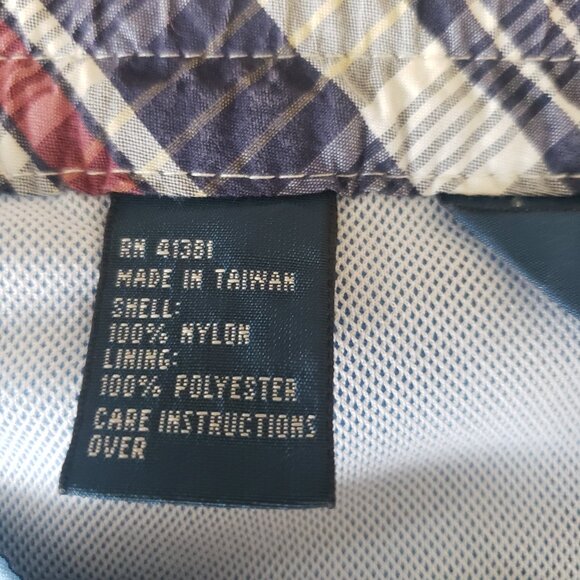 RN 41381
MADE IN TAIWAN
SHELL:
100% NYLON
LINING:
100% POLYESTER
CARE INSTRUCTIONS
OVER